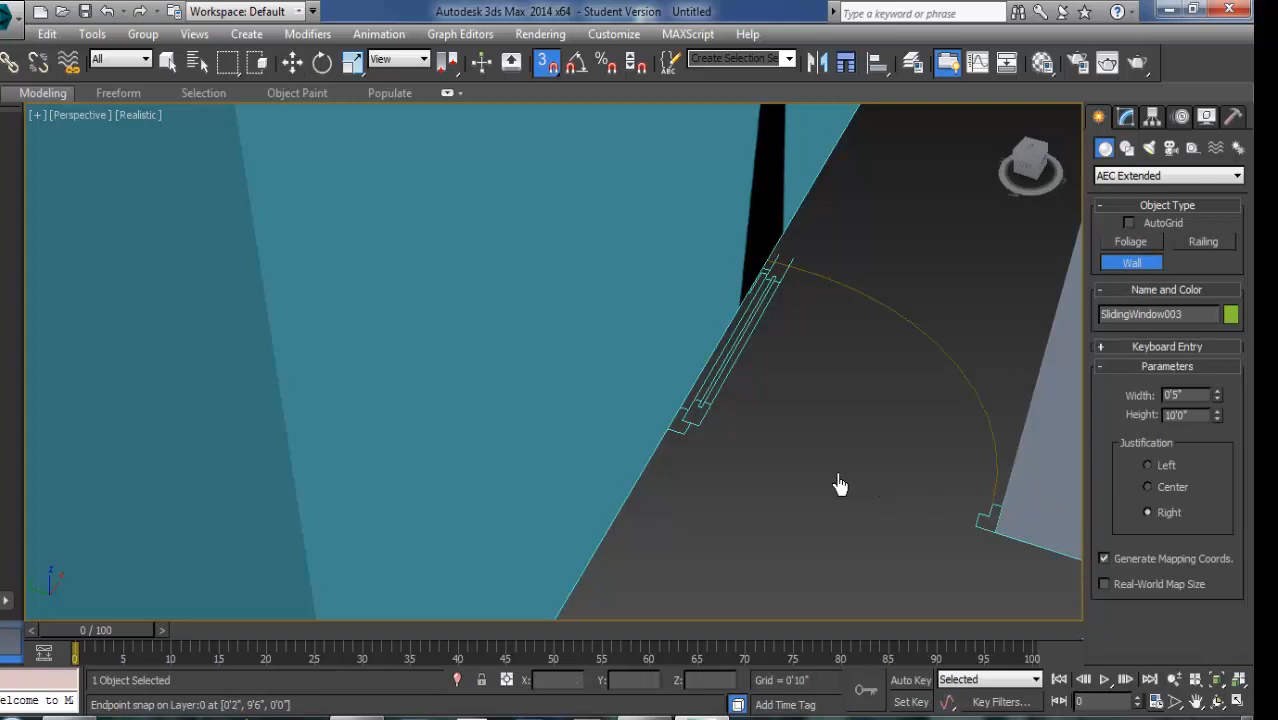 Workspace: Default
Autodesk 3ds Max 2014 x64 - Student Version Untitled
Type a keyword or phrase
Edit Tools Group Views Create Modifiers Animation Graph Editors Rendering Customize MAXScript Help
All View 3 Create Selection Se
Modeling Freeform Selection Object Paint Populate
[+] [Perspective] [Realistic]
AEC Extended
- Object Type
AutoGrid
Foliage Railing
Wall
- Name and Color
SlidingWindow003
+ Keyboard Entry
- Parameters
Width: 0'5"
Height: 10'0"
Justification
Left
Center
Right
Generate Mapping Coords.
Real-World Map Size
z
< 0 / 100 >
0 5 10 15 20 25 30 35 40 45 50 55 60 65 70 75 80 85 90 95 100
1 Object Selected X: Y: Z: Grid = 0'10" Auto Key Selected
elcome to M
Endpoint snap on Layer:0 at [0'2", 9'6", 0'0"] Add Time Tag Set Key Key Filters... 0